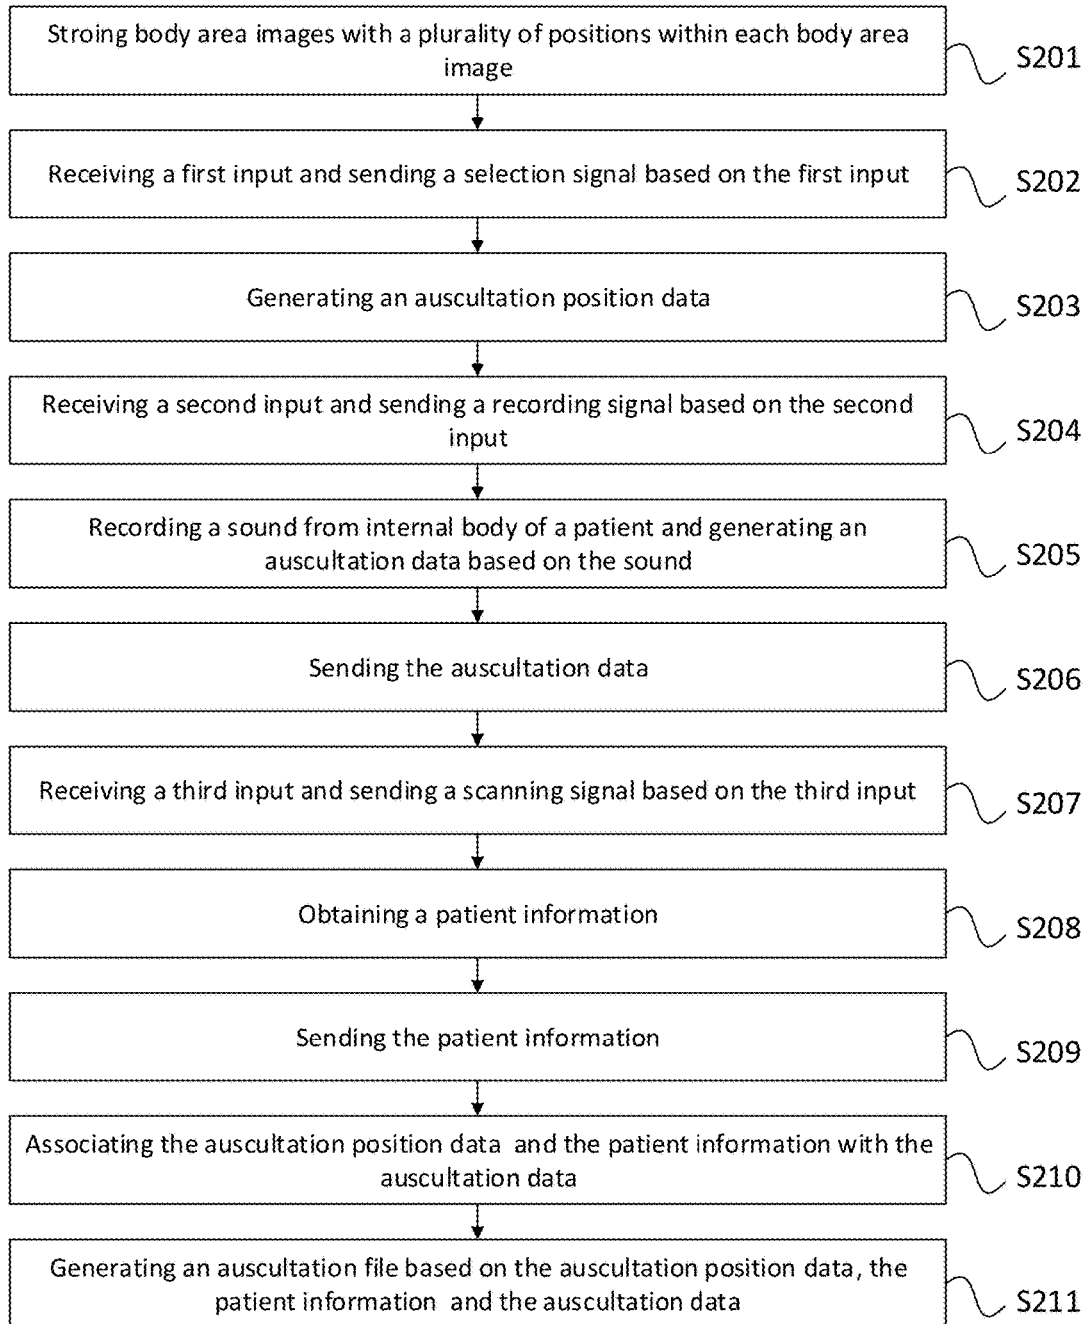 Stroing body area images with a plurality of positions within each body area
image
S201
Receiving a first input and sending a selection signal based on the first input
S202
Generating an auscultation position data
S203
Receiving a second input and sending a recording signal based on the second
input
S204
Recording a sound from internal body of a patient and generating an
auscultation data based on the sound
S205
Sending the auscultation data
S206
Receiving a third input and sending a scanning signal based on the third input
S207
Obtaining a patient information
S208
Sending the patient information
S209
Associating the auscultation position data and the patient information with the
auscultation data
S210
Generating an auscultation file based on the auscultation position data, the
patient information and the auscultation data
S211